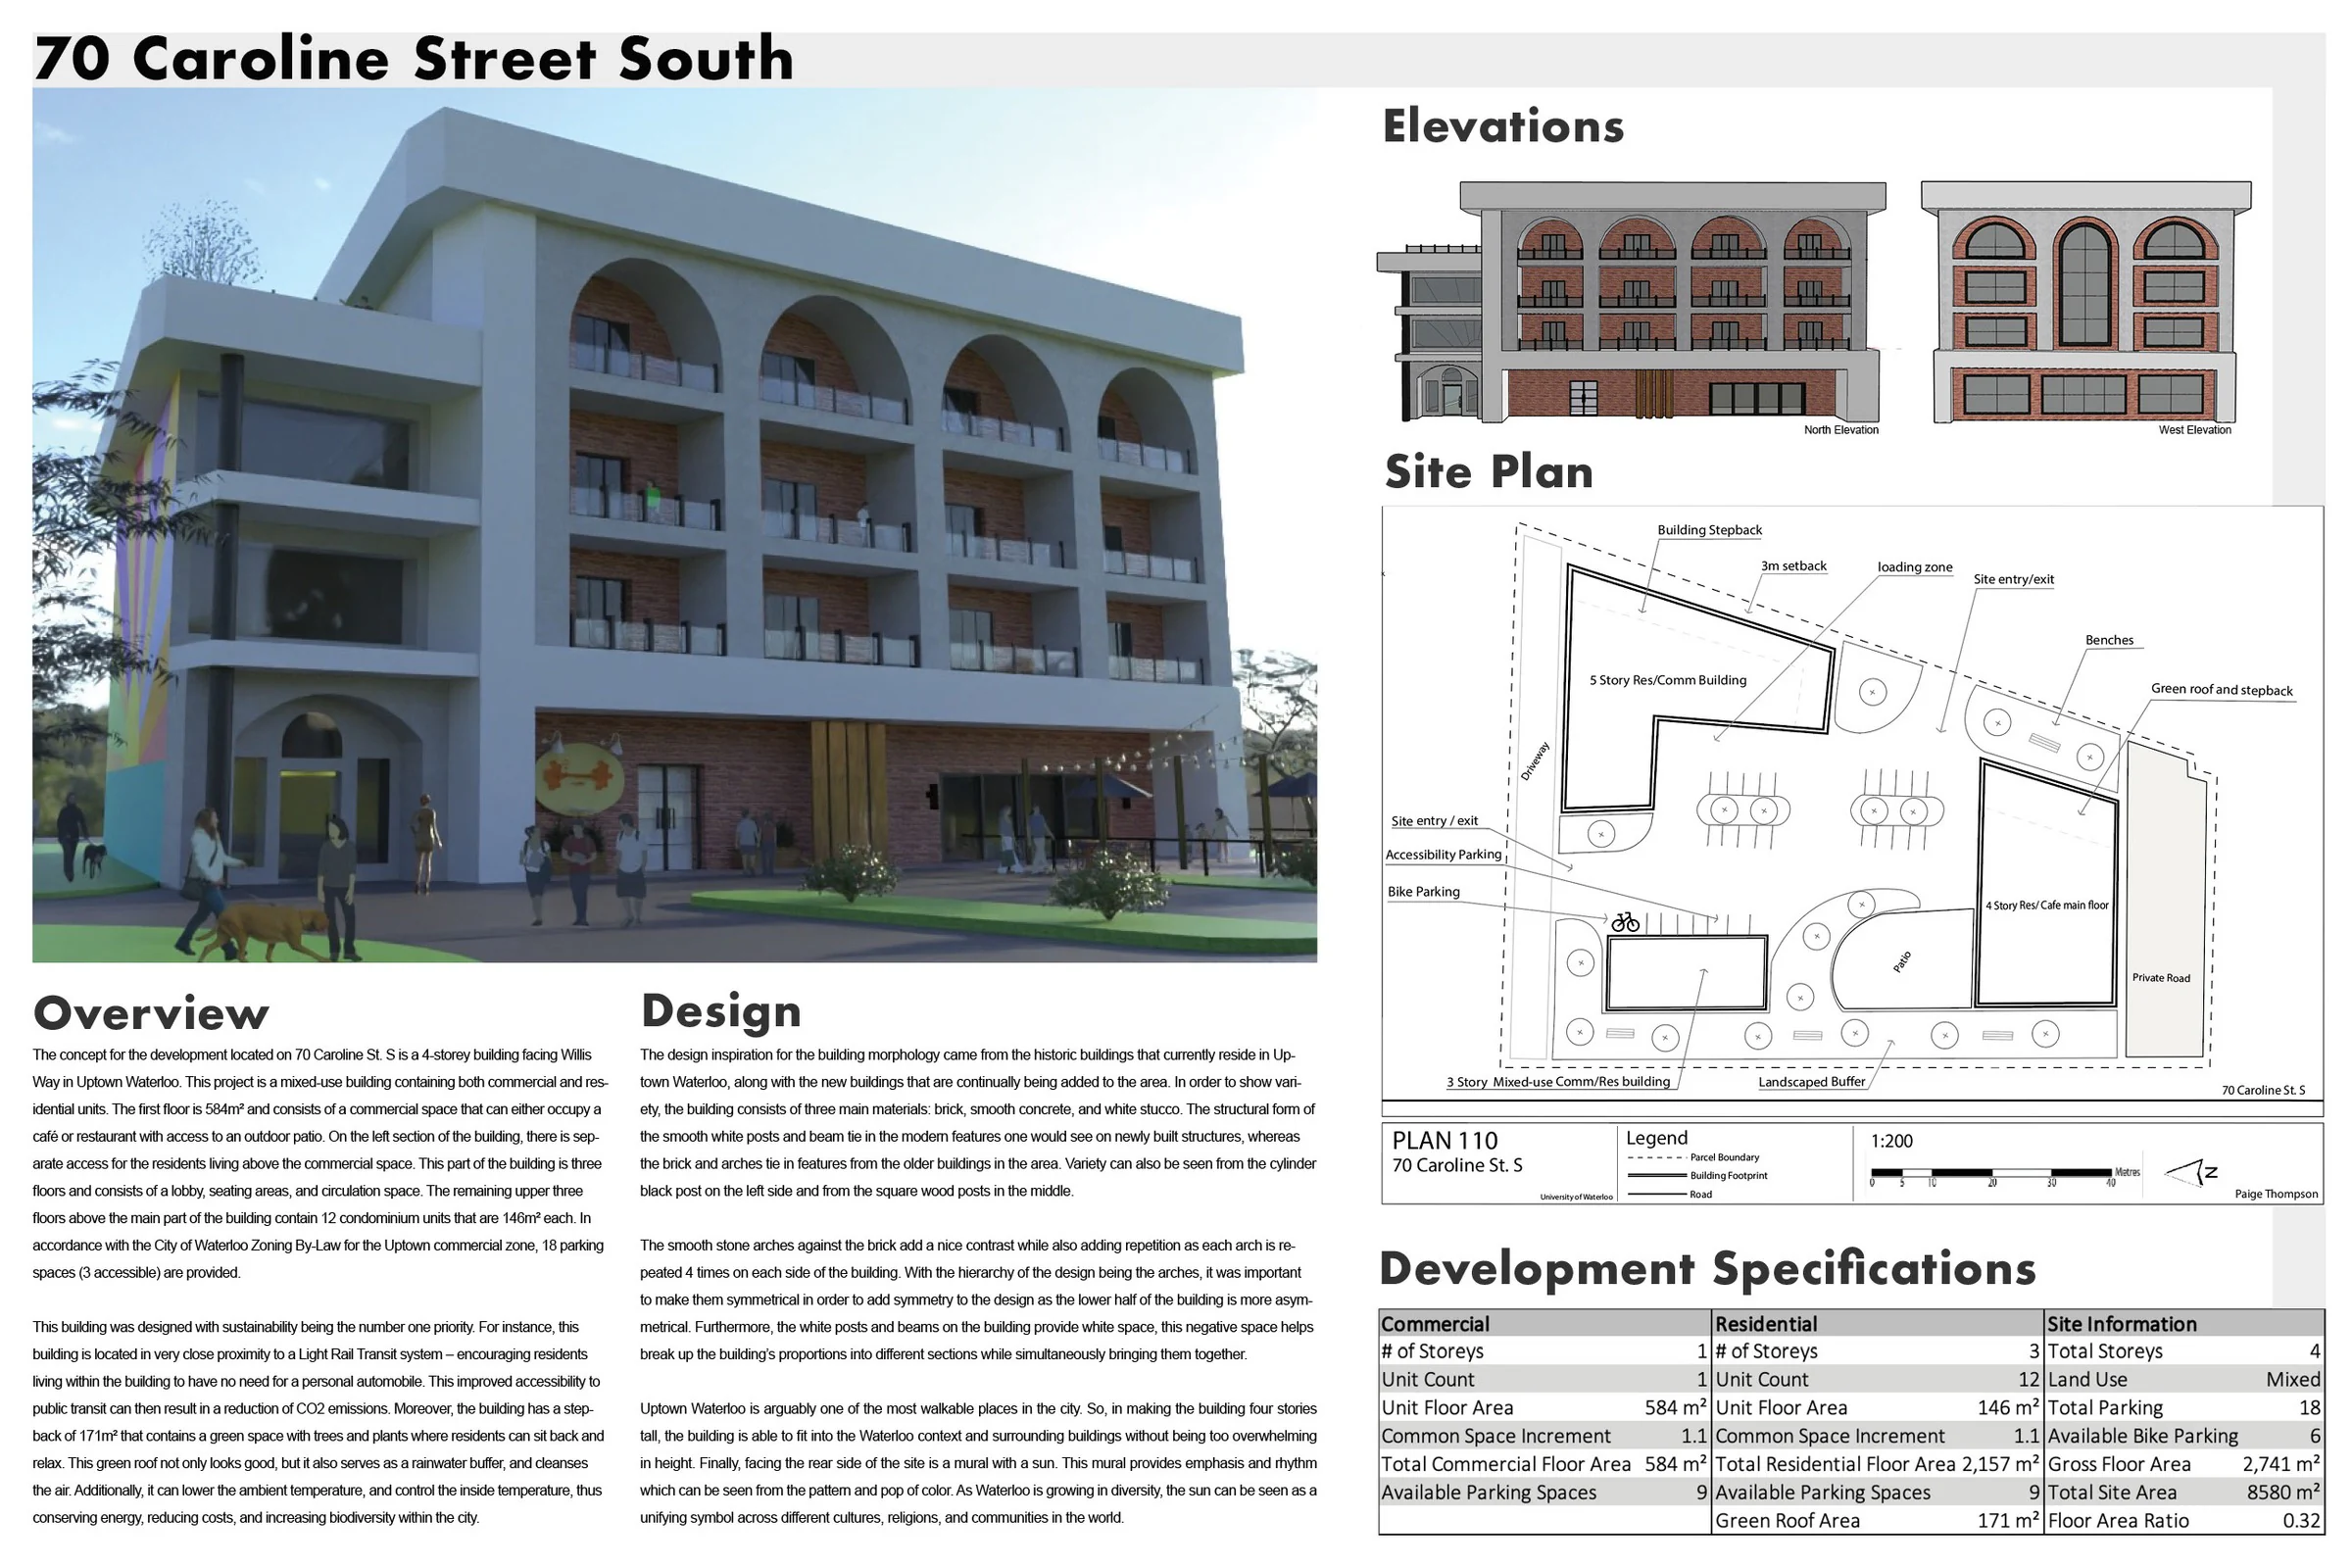 70 Caroline Street South
Elevations
North Elevation
West Elevation
Site Plan
Building Stepback
3m setback
loading zone
Site entry/exit
Benches
Green roof and stepback
5 Story Res/Comm Building
Driveway
Site entry / exit
Accessibility Parking
Bike Parking
4 Story Res/ Cafe main floor
Patio
Private Road
3 Story Mixed-use Comm/Res building
Landscaped Buffer
70 Caroline St. S
PLAN 110
70 Caroline St. S
University of Waterloo
Legend
Parcel Boundary
Building Footprint
Road
1:200
0 5 10 20 30 40 Metres
N
Paige Thompson
Overview
The concept for the development located on 70 Caroline St. S is a 4-storey building facing Willis
Way in Uptown Waterloo. This project is a mixed-use building containing both commercial and res-
idential units. The first floor is 584m² and consists of a commercial space that can either occupy a
café or restaurant with access to an outdoor patio. On the left section of the building, there is sep-
arate access for the residents living above the commercial space. This part of the building is three
floors and consists of a lobby, seating areas, and circulation space. The remaining upper three
floors above the main part of the building contain 12 condominium units that are 146m² each. In
accordance with the City of Waterloo Zoning By-Law for the Uptown commercial zone, 18 parking
spaces (3 accessible) are provided.
This building was designed with sustainability being the number one priority. For instance, this
building is located in very close proximity to a Light Rail Transit system – encouraging residents
living within the building to have no need for a personal automobile. This improved accessibility to
public transit can then result in a reduction of CO2 emissions. Moreover, the building has a step-
back of 171m² that contains a green space with trees and plants where residents can sit back and
relax. This green roof not only looks good, but it also serves as a rainwater buffer, and cleanses
the air. Additionally, it can lower the ambient temperature, and control the inside temperature, thus
conserving energy, reducing costs, and increasing biodiversity within the city.
Design
The design inspiration for the building morphology came from the historic buildings that currently reside in Up-
town Waterloo, along with the new buildings that are continually being added to the area. In order to show vari-
ety, the building consists of three main materials: brick, smooth concrete, and white stucco. The structural form of
the smooth white posts and beam tie in the modern features one would see on newly built structures, whereas
the brick and arches tie in features from the older buildings in the area. Variety can also be seen from the cylinder
black post on the left side and from the square wood posts in the middle.
The smooth stone arches against the brick add a nice contrast while also adding repetition as each arch is re-
peated 4 times on each side of the building. With the hierarchy of the design being the arches, it was important
to make them symmetrical in order to add symmetry to the design as the lower half of the building is more asym-
metrical. Furthermore, the white posts and beams on the building provide white space, this negative space helps
break up the building's proportions into different sections while simultaneously bringing them together.
Uptown Waterloo is arguably one of the most walkable places in the city. So, in making the building four stories
tall, the building is able to fit into the Waterloo context and surrounding buildings without being too overwhelming
in height. Finally, facing the rear side of the site is a mural with a sun. This mural provides emphasis and rhythm
which can be seen from the pattern and pop of color. As Waterloo is growing in diversity, the sun can be seen as a
unifying symbol across different cultures, religions, and communities in the world.
Development Specifications
Commercial Residential Site Information
# of Storeys 1 # of Storeys 3 Total Storeys 4
Unit Count 1 Unit Count 12 Land Use Mixed
Unit Floor Area 584 m² Unit Floor Area 146 m² Total Parking 18
Common Space Increment 1.1 Common Space Increment 1.1 Available Bike Parking 6
Total Commercial Floor Area 584 m² Total Residential Floor Area 2,157 m² Gross Floor Area 2,741 m²
Available Parking Spaces 9 Available Parking Spaces 9 Total Site Area 8580 m²
Green Roof Area 171 m² Floor Area Ratio 0.32